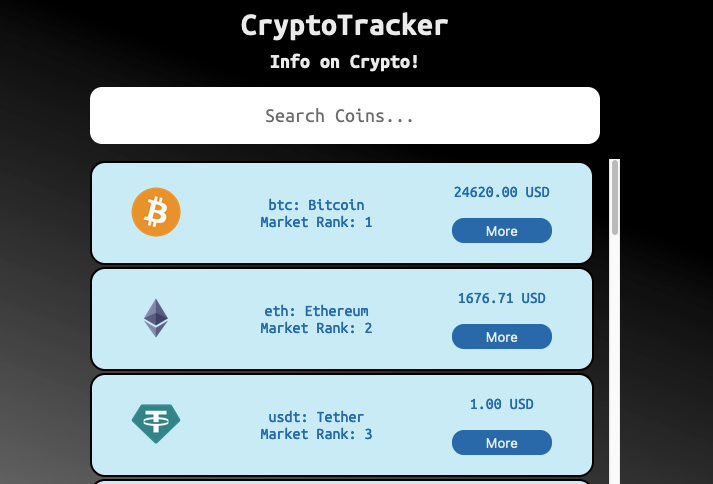 CryptoTracker
Info on Crypto!
Search Coins...
btc: Bitcoin
Market Rank: 1
24620.00 USD
More
eth: Ethereum
Market Rank: 2
1676.71 USD
More
usdt: Tether
Market Rank: 3
1.00 USD
More